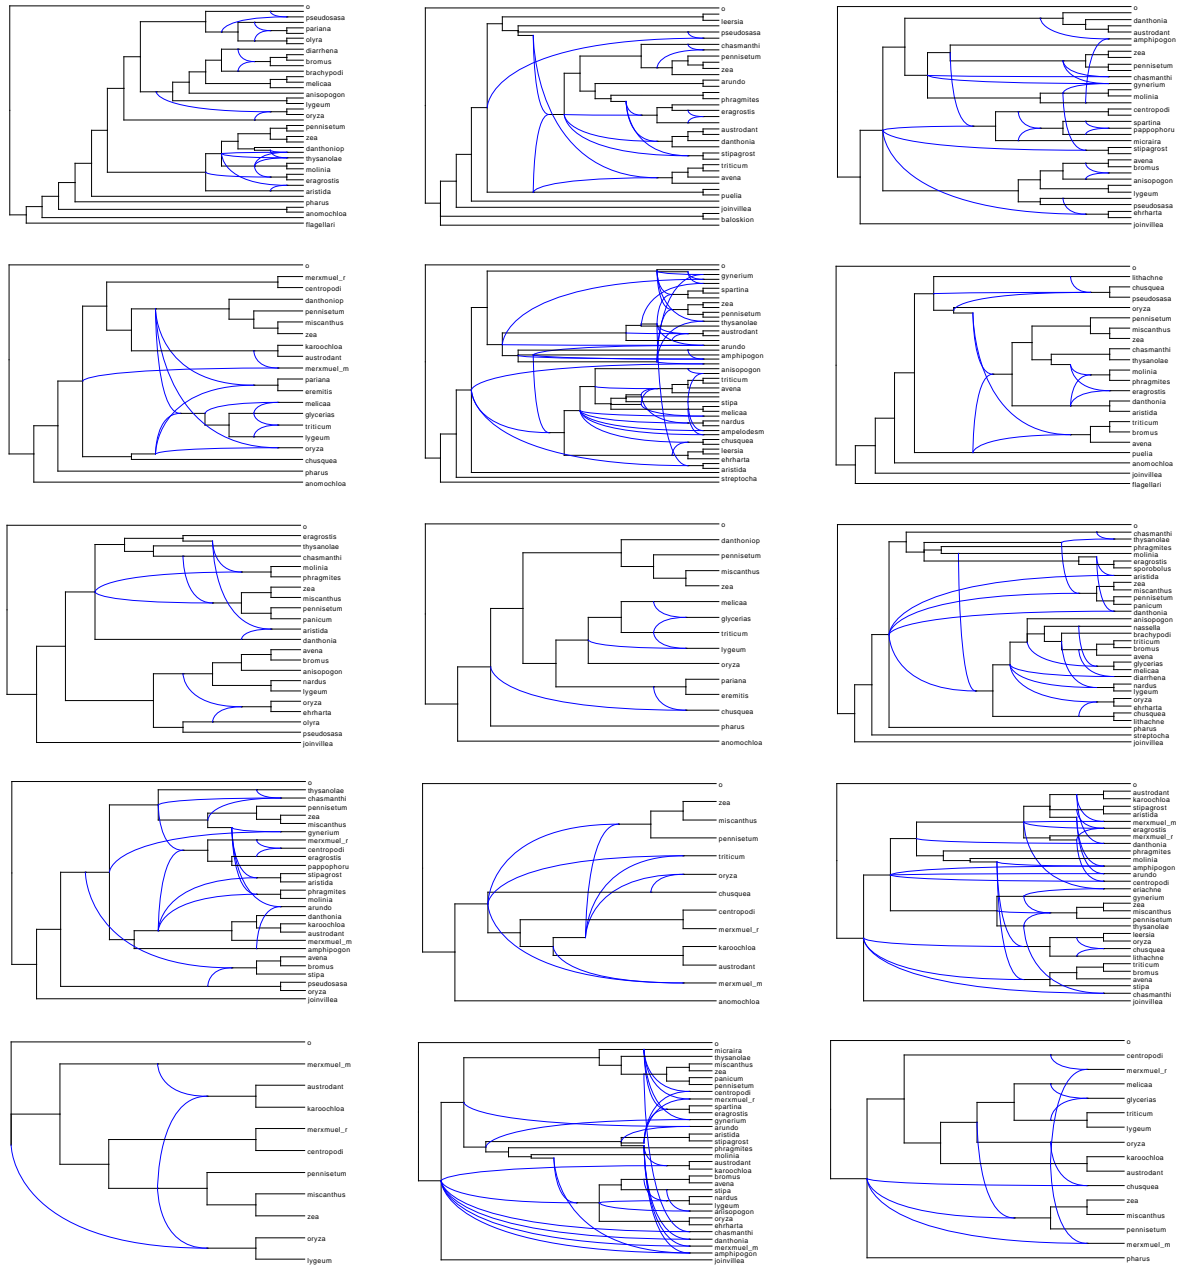 o
pseudosasa
pariana
olyra
diarrhena
bromus
brachypodi
melicaa
anisopogon
lygeum
oryza
pennisetum
zea
danthoniop
thysanolae
molinia
eragrostis
aristida
pharus
anomochloa
flagellari
o
leersia
pseudosasa
chasmanthi
pennisetum
zea
arundo
phragmites
eragrostis
austrodant
danthonia
stipagrost
triticum
avena
puelia
joinvillea
baloskion
o
danthonia
austrodant
amphipogon
zea
pennisetum
chasmanthi
gynerium
molinia
centropodi
spartina
pappophoru
micraira
stipagrost
avena
bromus
anisopogon
lygeum
pseudosasa
ehrharta
joinvillea
o
merxmuel_r
centropodi
danthoniop
pennisetum
miscanthus
zea
karoochloa
austrodant
merxmuel_m
pariana
eremitis
melicaa
glycerias
triticum
lygeum
oryza
chusquea
pharus
anomochloa
o
gynerium
spartina
zea
pennisetum
thysanolae
austrodant
arundo
amphipogon
anisopogon
triticum
avena
stipa
melicaa
nardus
ampelodesm
chusquea
leersia
ehrharta
aristida
streptocha
o
lithachne
chusquea
pseudosasa
oryza
pennisetum
miscanthus
zea
chasmanthi
thysanolae
molinia
phragmites
eragrostis
danthonia
aristida
triticum
bromus
avena
puelia
anomochloa
joinvillea
flagellari
o
eragrostis
thysanolae
chasmanthi
molinia
phragmites
zea
miscanthus
pennisetum
panicum
aristida
danthonia
avena
bromus
anisopogon
nardus
lygeum
oryza
ehrharta
olyra
pseudosasa
joinvillea
o
danthoniop
pennisetum
miscanthus
zea
melicaa
glycerias
triticum
lygeum
oryza
pariana
eremitis
chusquea
pharus
anomochloa
o
chasmanthi
thysanolae
phragmites
molinia
eragrostis
sporobolus
aristida
zea
miscanthus
pennisetum
panicum
danthonia
anisopogon
nassella
brachypodi
triticum
bromus
avena
glycerias
melicaa
diarrhena
nardus
lygeum
oryza
ehrharta
chusquea
lithachne
pharus
streptocha
joinvillea
o
thysanolae
chasmanthi
pennisetum
zea
miscanthus
gynerium
merxmuel_r
centropodi
eragrostis
pappophoru
stipagrost
aristida
phragmites
molinia
arundo
danthonia
karoochloa
austrodant
merxmuel_m
amphipogon
avena
bromus
stipa
pseudosasa
oryza
joinvillea
o
zea
miscanthus
pennisetum
triticum
oryza
chusquea
centropodi
merxmuel_r
karoochloa
austrodant
merxmuel_m
anomochloa
o
austrodant
karoochloa
stipagrost
aristida
merxmuel_m
eragrostis
merxmuel_r
danthonia
phragmites
molinia
amphipogon
arundo
centropodi
eriachne
gynerium
zea
miscanthus
pennisetum
thysanolae
leersia
oryza
chusquea
lithachne
triticum
bromus
avena
stipa
chasmanthi
joinvillea
o
merxmuel_m
austrodant
karoochloa
merxmuel_r
centropodi
pennisetum
miscanthus
zea
oryza
lygeum
o
micraira
thysanolae
miscanthus
zea
panicum
pennisetum
centropodi
merxmuel_r
spartina
eragrostis
gynerium
arundo
aristida
stipagrost
phragmites
molinia
austrodant
karoochloa
bromus
avena
stipa
nardus
lygeum
anisopogon
oryza
ehrharta
chasmanthi
danthonia
merxmuel_m
amphipogon
joinvillea
o
centropodi
merxmuel_r
melicaa
glycerias
triticum
lygeum
oryza
karoochloa
austrodant
chusquea
zea
miscanthus
pennisetum
merxmuel_m
pharus